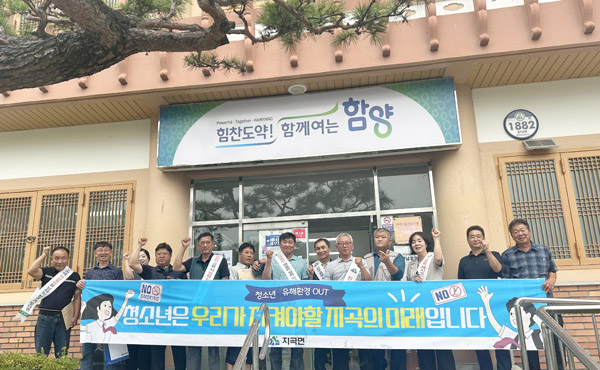 Powerful · Together · HAMYANG
힘찬도약! 함께여는 함양
1882
청소년 유해환경 OUT
NO SMOKING
NO
청소년은 우리가 지켜야할 지곡의 미래입니다
지곡면